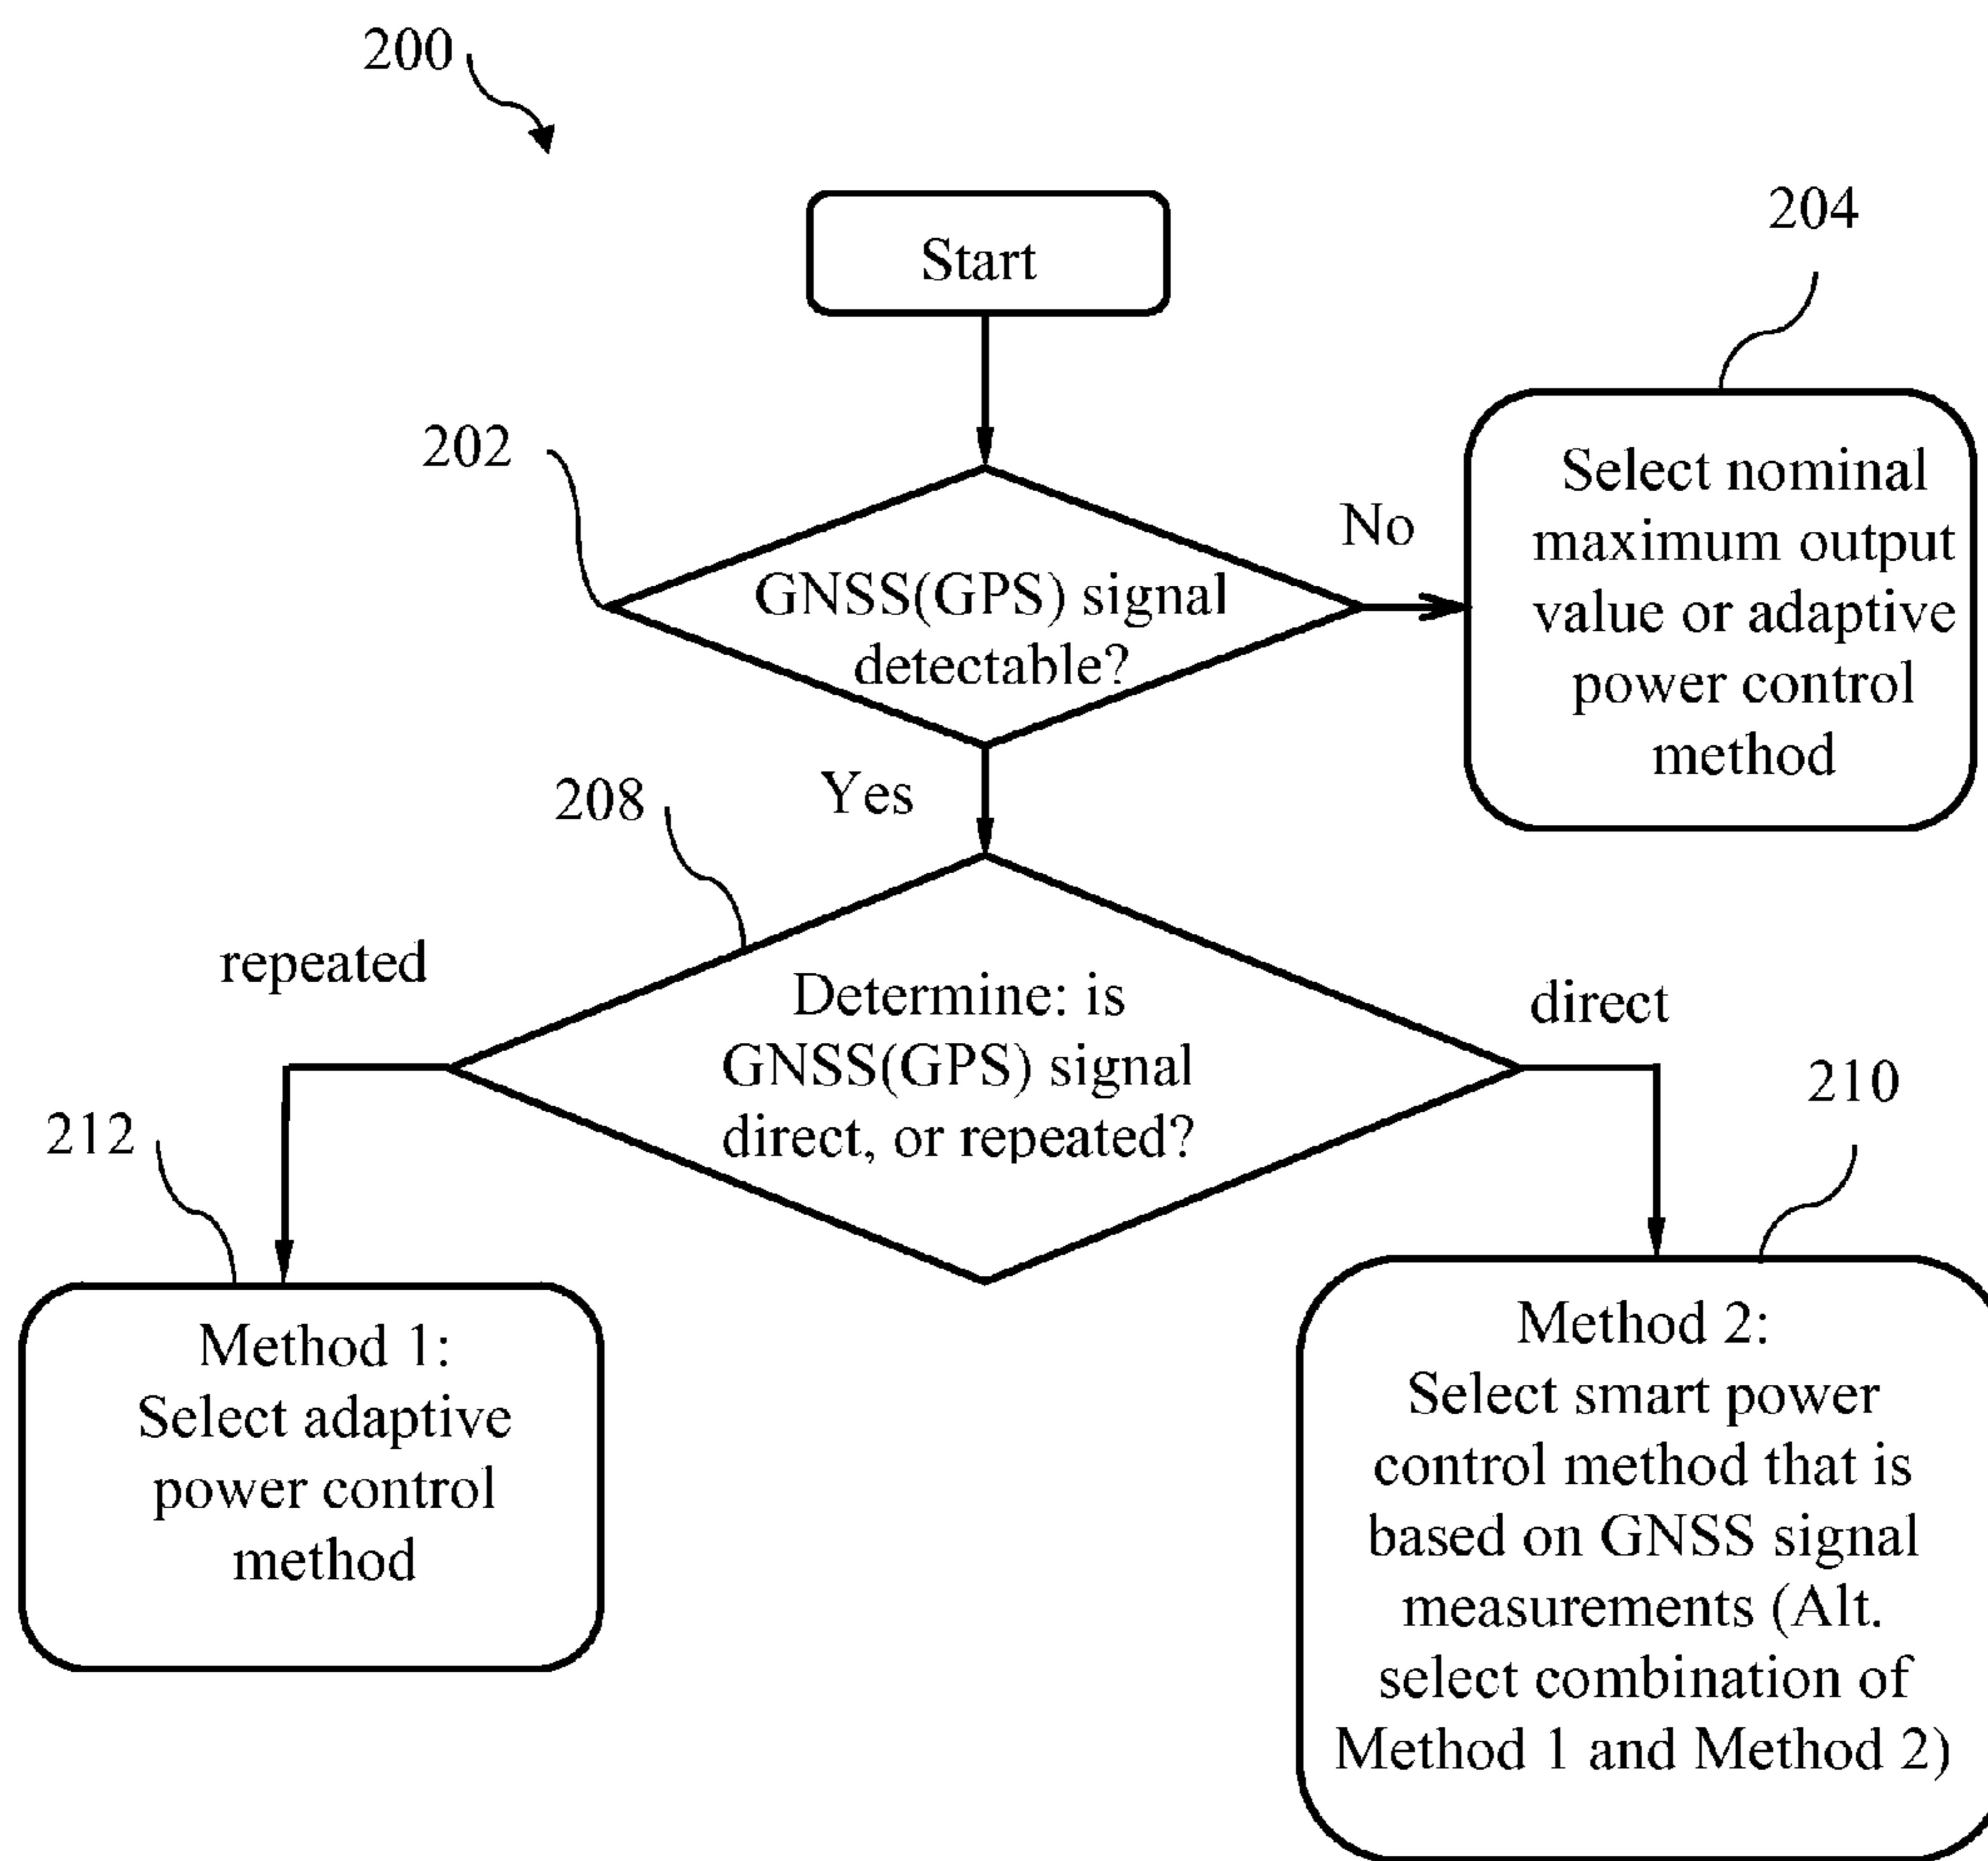 200
Start
204
202
No
Select nominal
maximum output
value or adaptive
power control
method
GNSS(GPS) signal
detectable?
208
Yes
repeated
direct
Determine: is
GNSS(GPS) signal
direct, or repeated?
212
210
Method 1:
Select adaptive
power control
method
Method 2:
Select smart power
control method that is
based on GNSS signal
measurements (Alt.
select combination of
Method 1 and Method 2)